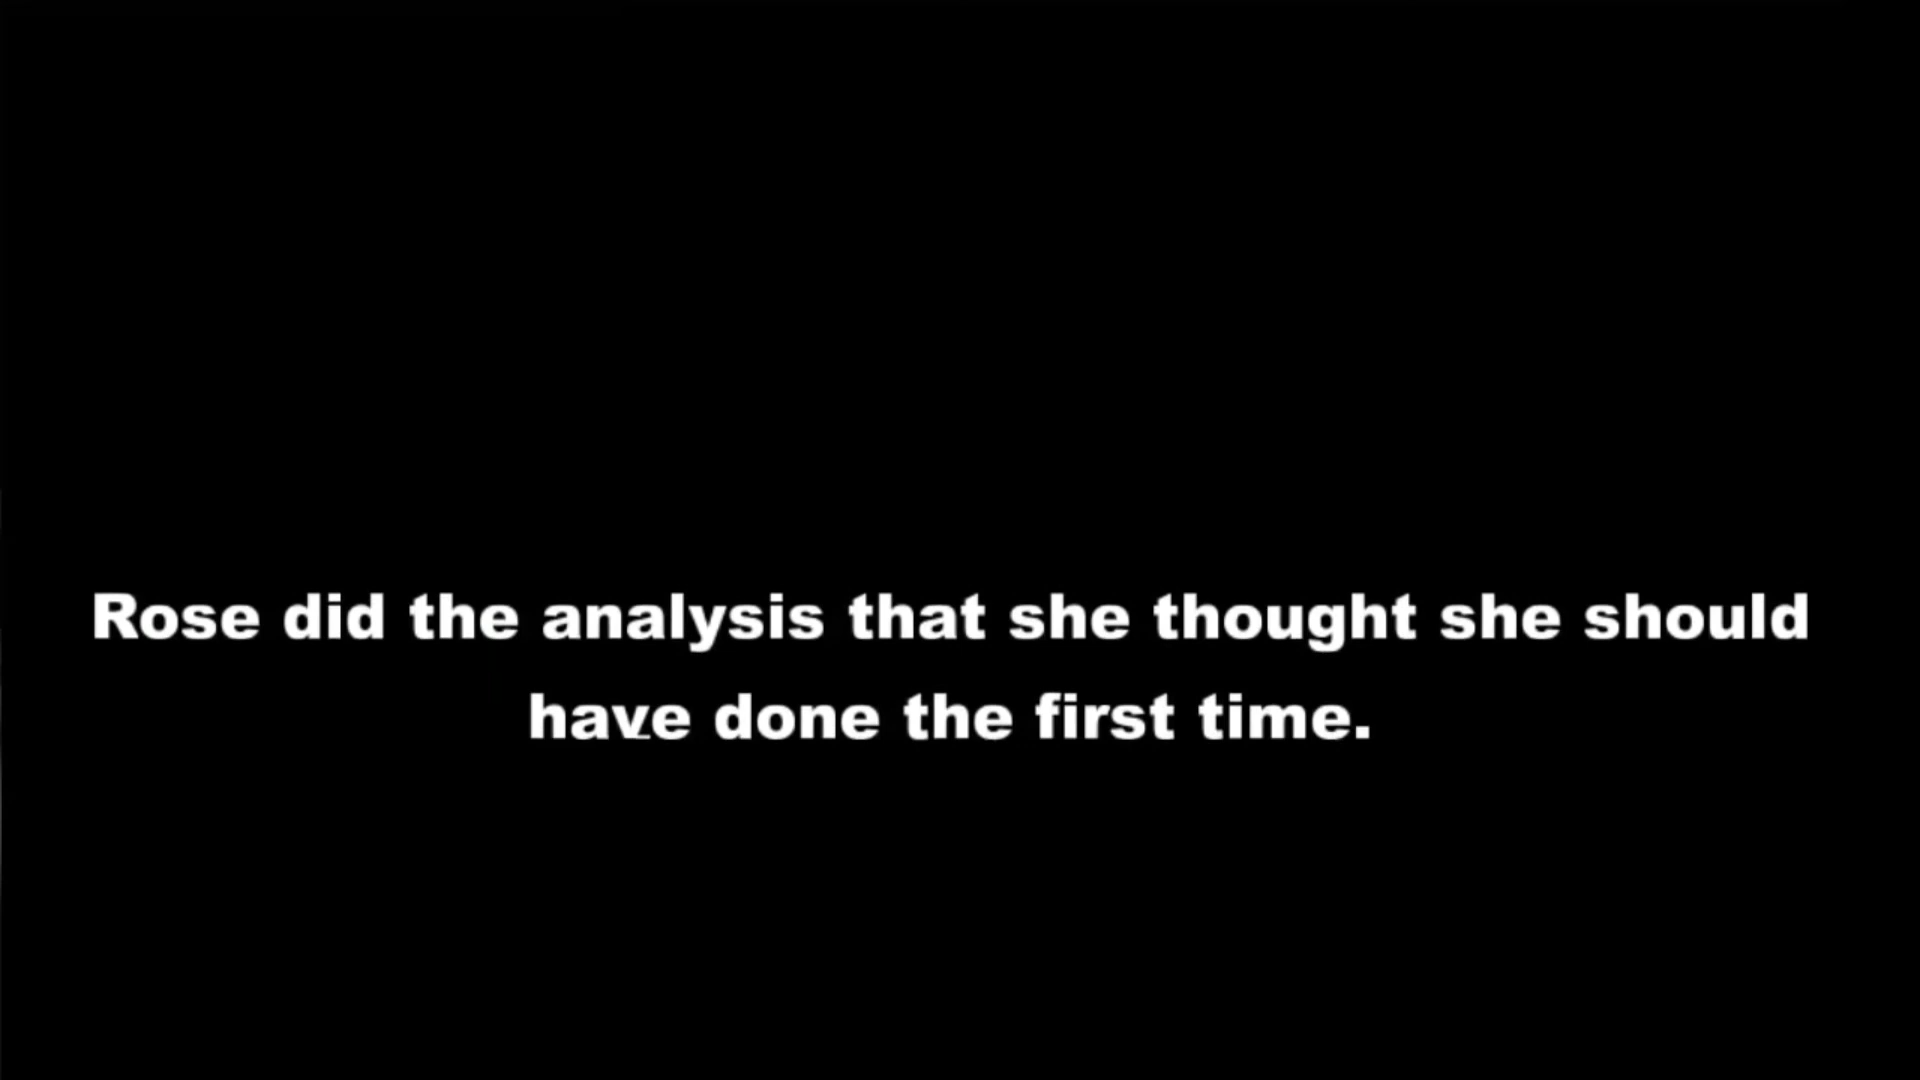 Rose did the analysis that she thought she should
have done the first time.